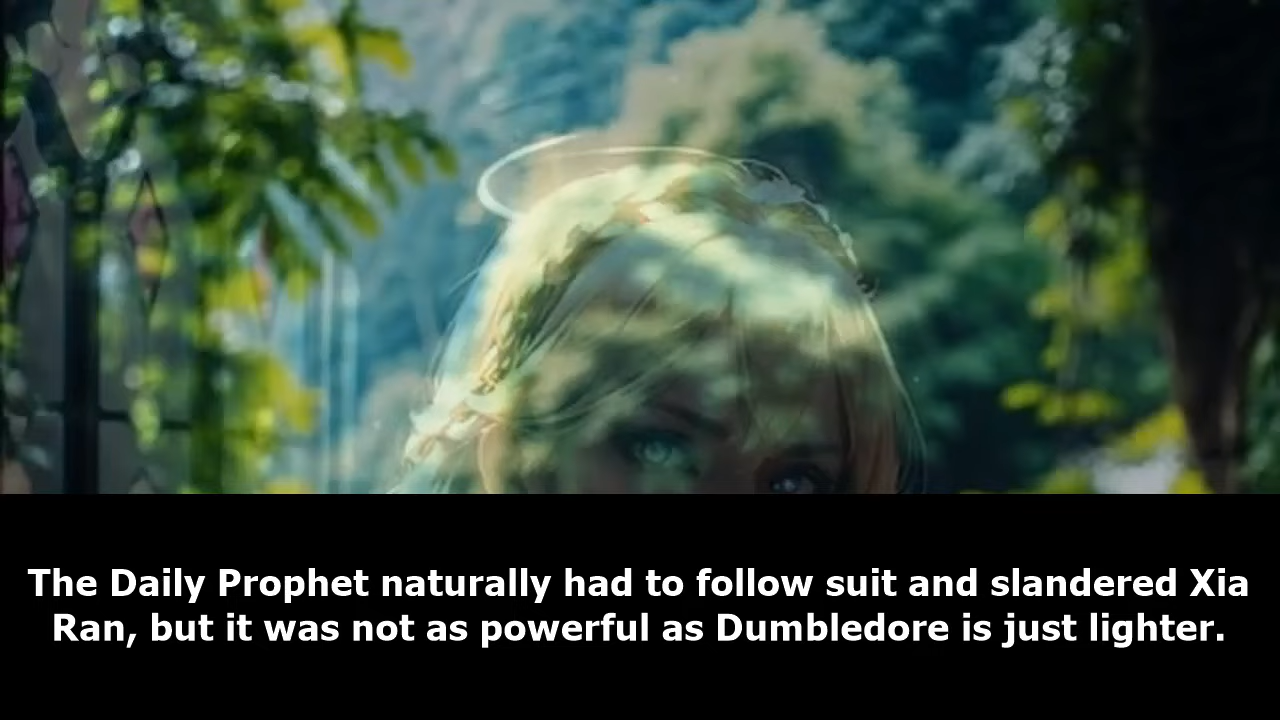 The Daily Prophet naturally had to follow suit and slandered Xia
Ran, but it was not as powerful as Dumbledore is just lighter.